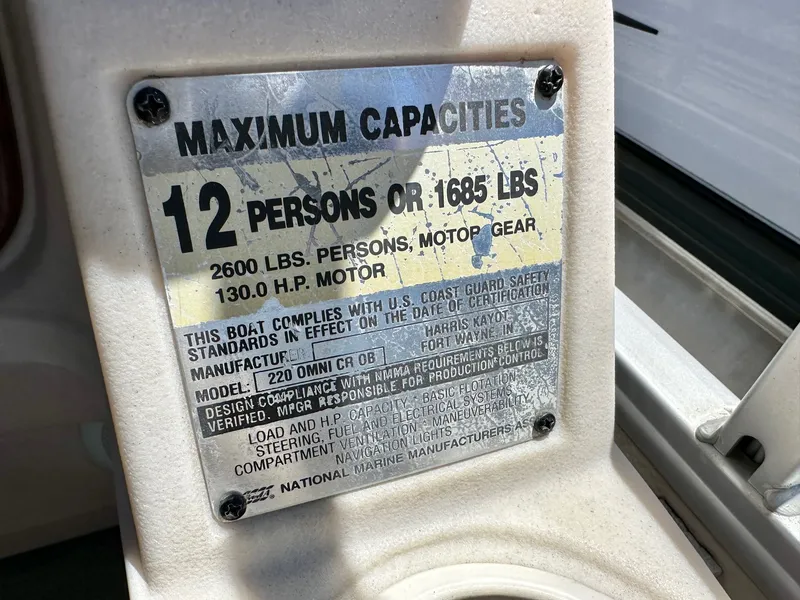 MAXIMUM CAPACITIES
12 PERSONS OR 1685 LBS
2600 LBS. PERSONS, MOTOR GEAR
130.0 H.P. MOTOR
THIS BOAT COMPLIES WITH U.S. COAST GUARD SAFETY
STANDARDS IN EFFECT ON THE DATE OF CERTIFICATION
MANUFACTURER HARRIS KAYOT
FORT WAYNE, IN
MODEL: 220 OMNI CR OB
DESIGN COMPLIANCE WITH NMMA REQUIREMENTS BELOW IS
VERIFIED. MFGR RESPONSIBLE FOR PRODUCTION CONTROL
LOAD AND H.P. CAPACITY · BASIC FLOTATION
STEERING, FUEL AND ELECTRICAL SYSTEMS
COMPARTMENT VENTILATION · MANEUVERABILITY
NAVIGATION LIGHTS
NATIONAL MARINE MANUFACTURERS AS